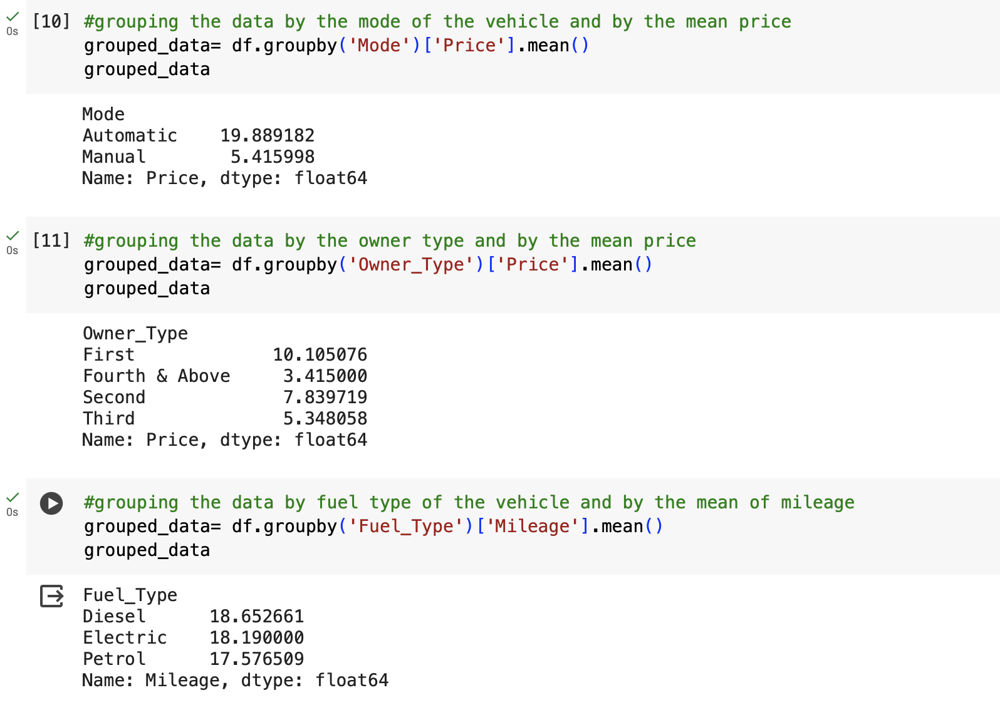 0s
[10] #grouping the data by the mode of the vehicle and by the mean price
grouped_data= df.groupby('Mode')['Price'].mean()
grouped_data
Mode
Automatic    19.889182
Manual        5.415998
Name: Price, dtype: float64
0s
[11] #grouping the data by the owner type and by the mean price
grouped_data= df.groupby('Owner_Type')['Price'].mean()
grouped_data
Owner_Type
First             10.105076
Fourth & Above     3.415000
Second             7.839719
Third              5.348058
Name: Price, dtype: float64
0s
#grouping the data by fuel type of the vehicle and by the mean of mileage
grouped_data= df.groupby('Fuel_Type')['Mileage'].mean()
grouped_data
Fuel_Type
Diesel      18.652661
Electric    18.190000
Petrol      17.576509
Name: Mileage, dtype: float64